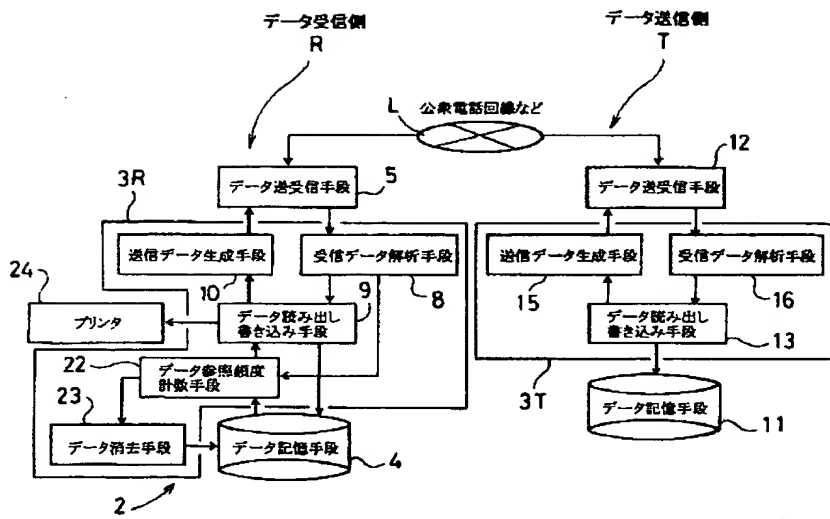 データ受信側
R
データ送信側
T
L
公衆電話回線など
12
データ送受信手段
5
データ送受信手段
3R
送信データ生成手段
受信データ解析手段
送信データ生成手段
受信データ解析手段
24
10
9
8
15
16
プリンタ
データ読み出し
書き込み手段
データ読み出し
書き込み手段
13
22
データ参照頻度
計数手段
3T
23
データ消去手段
データ記憶手段
4
データ記憶手段
11
2